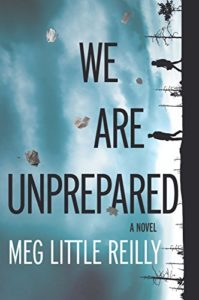 WE
ARE
UNPREPARED
A NOVEL
MEG LITTLE REILLY